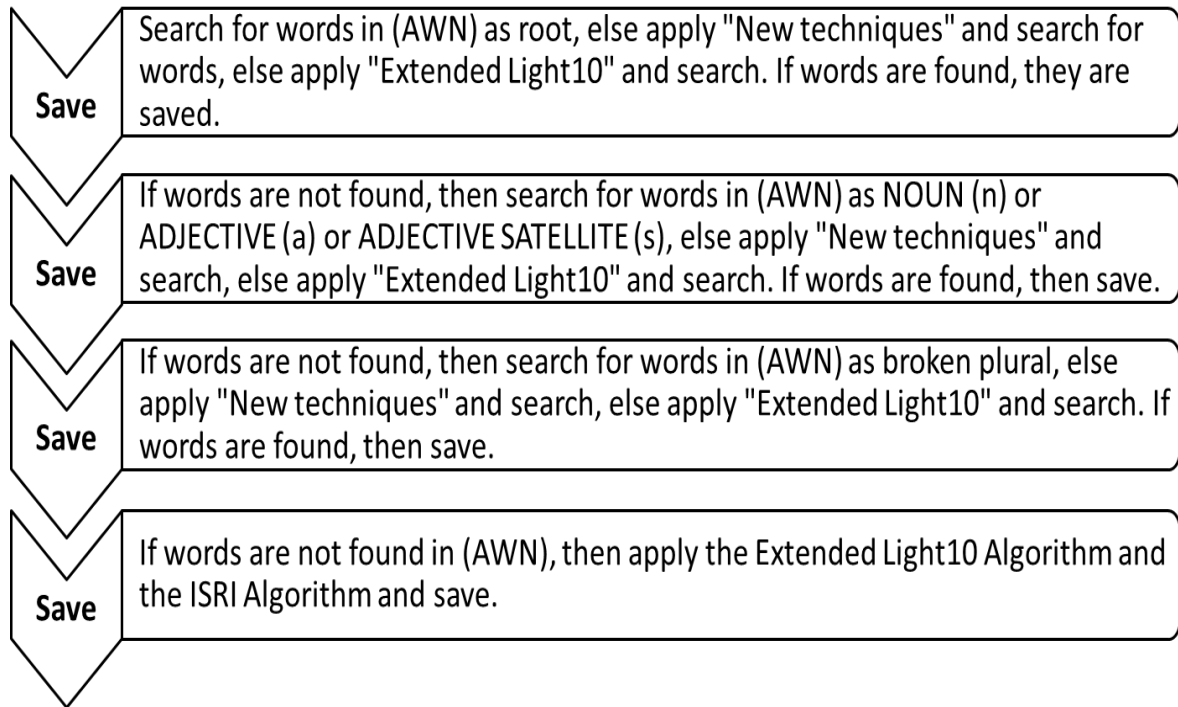 Search for words in (AWN) as root, else apply "New techniques" and search for
words, else apply "Extended Light10" and search. If words are found, they are
saved.
Save
If words are not found, then search for words in (AWN) as NOUN (n) or
ADJECTIVE (a) or ADJECTIVE SATELLITE (s), else apply "New techniques" and
search, else apply "Extended Light10" and search. If words are found, then save.
Save
If words are not found, then search for words in (AWN) as broken plural, else
apply "New techniques" and search, else apply "Extended Light10" and search. If
words are found, then save.
Save
If words are not found in (AWN), then apply the Extended Light10 Algorithm and
the ISRI Algorithm and save.
Save